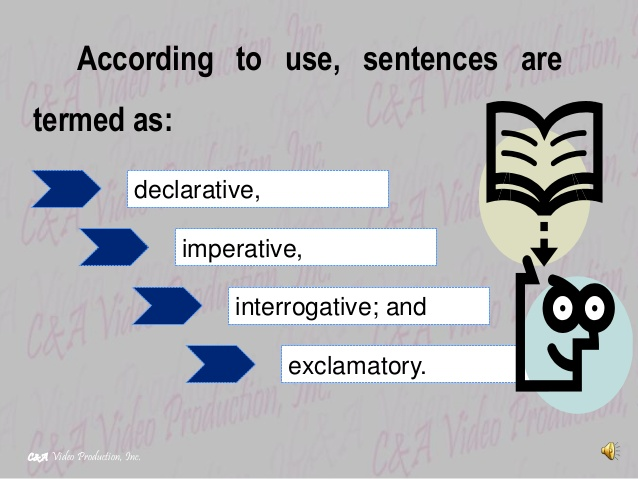 According to use, sentences are
termed as:
declarative,
imperative,
interrogative; and
exclamatory.
C&A Video Production, Inc.